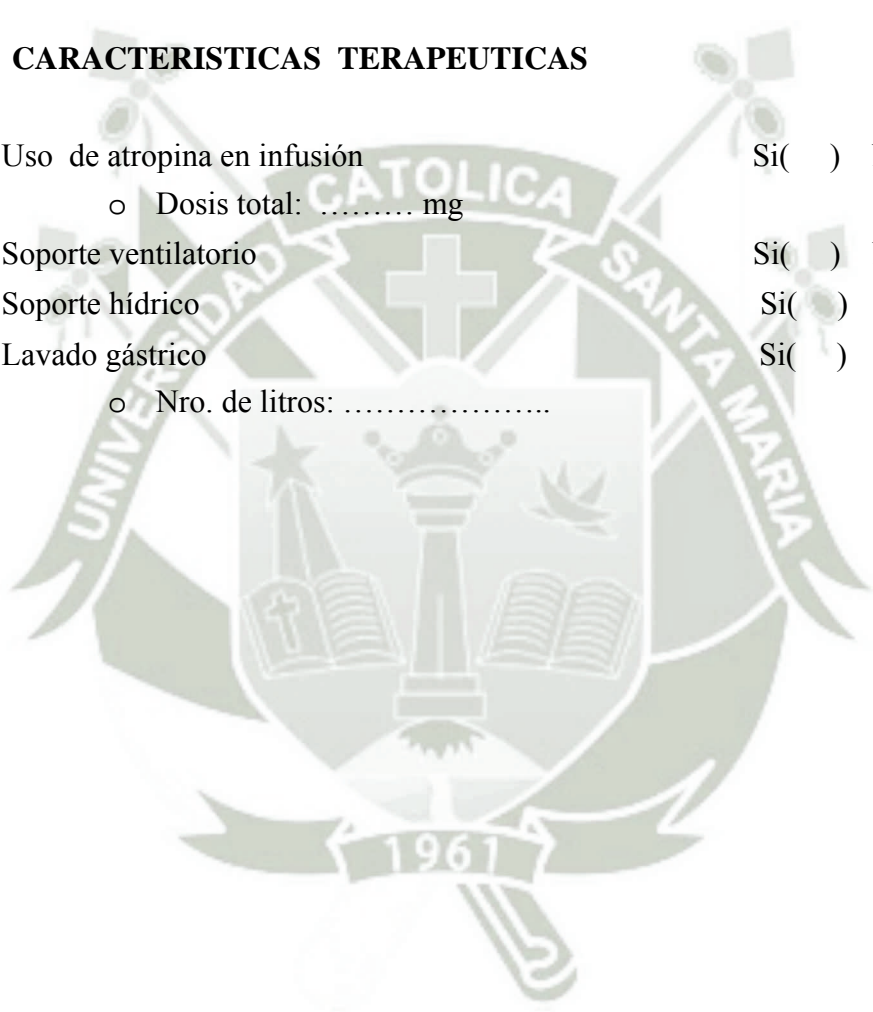 CARACTERISTICAS TERAPEUTICAS
Uso de atropina en infusión Si( )
o Dosis total: ……… mg
Soporte ventilatorio Si( )
Soporte hídrico Si( )
Lavado gástrico Si( )
o Nro. de litros: ………………..
UNIVERSIDAD CATOLICA SANTA MARIA
1961